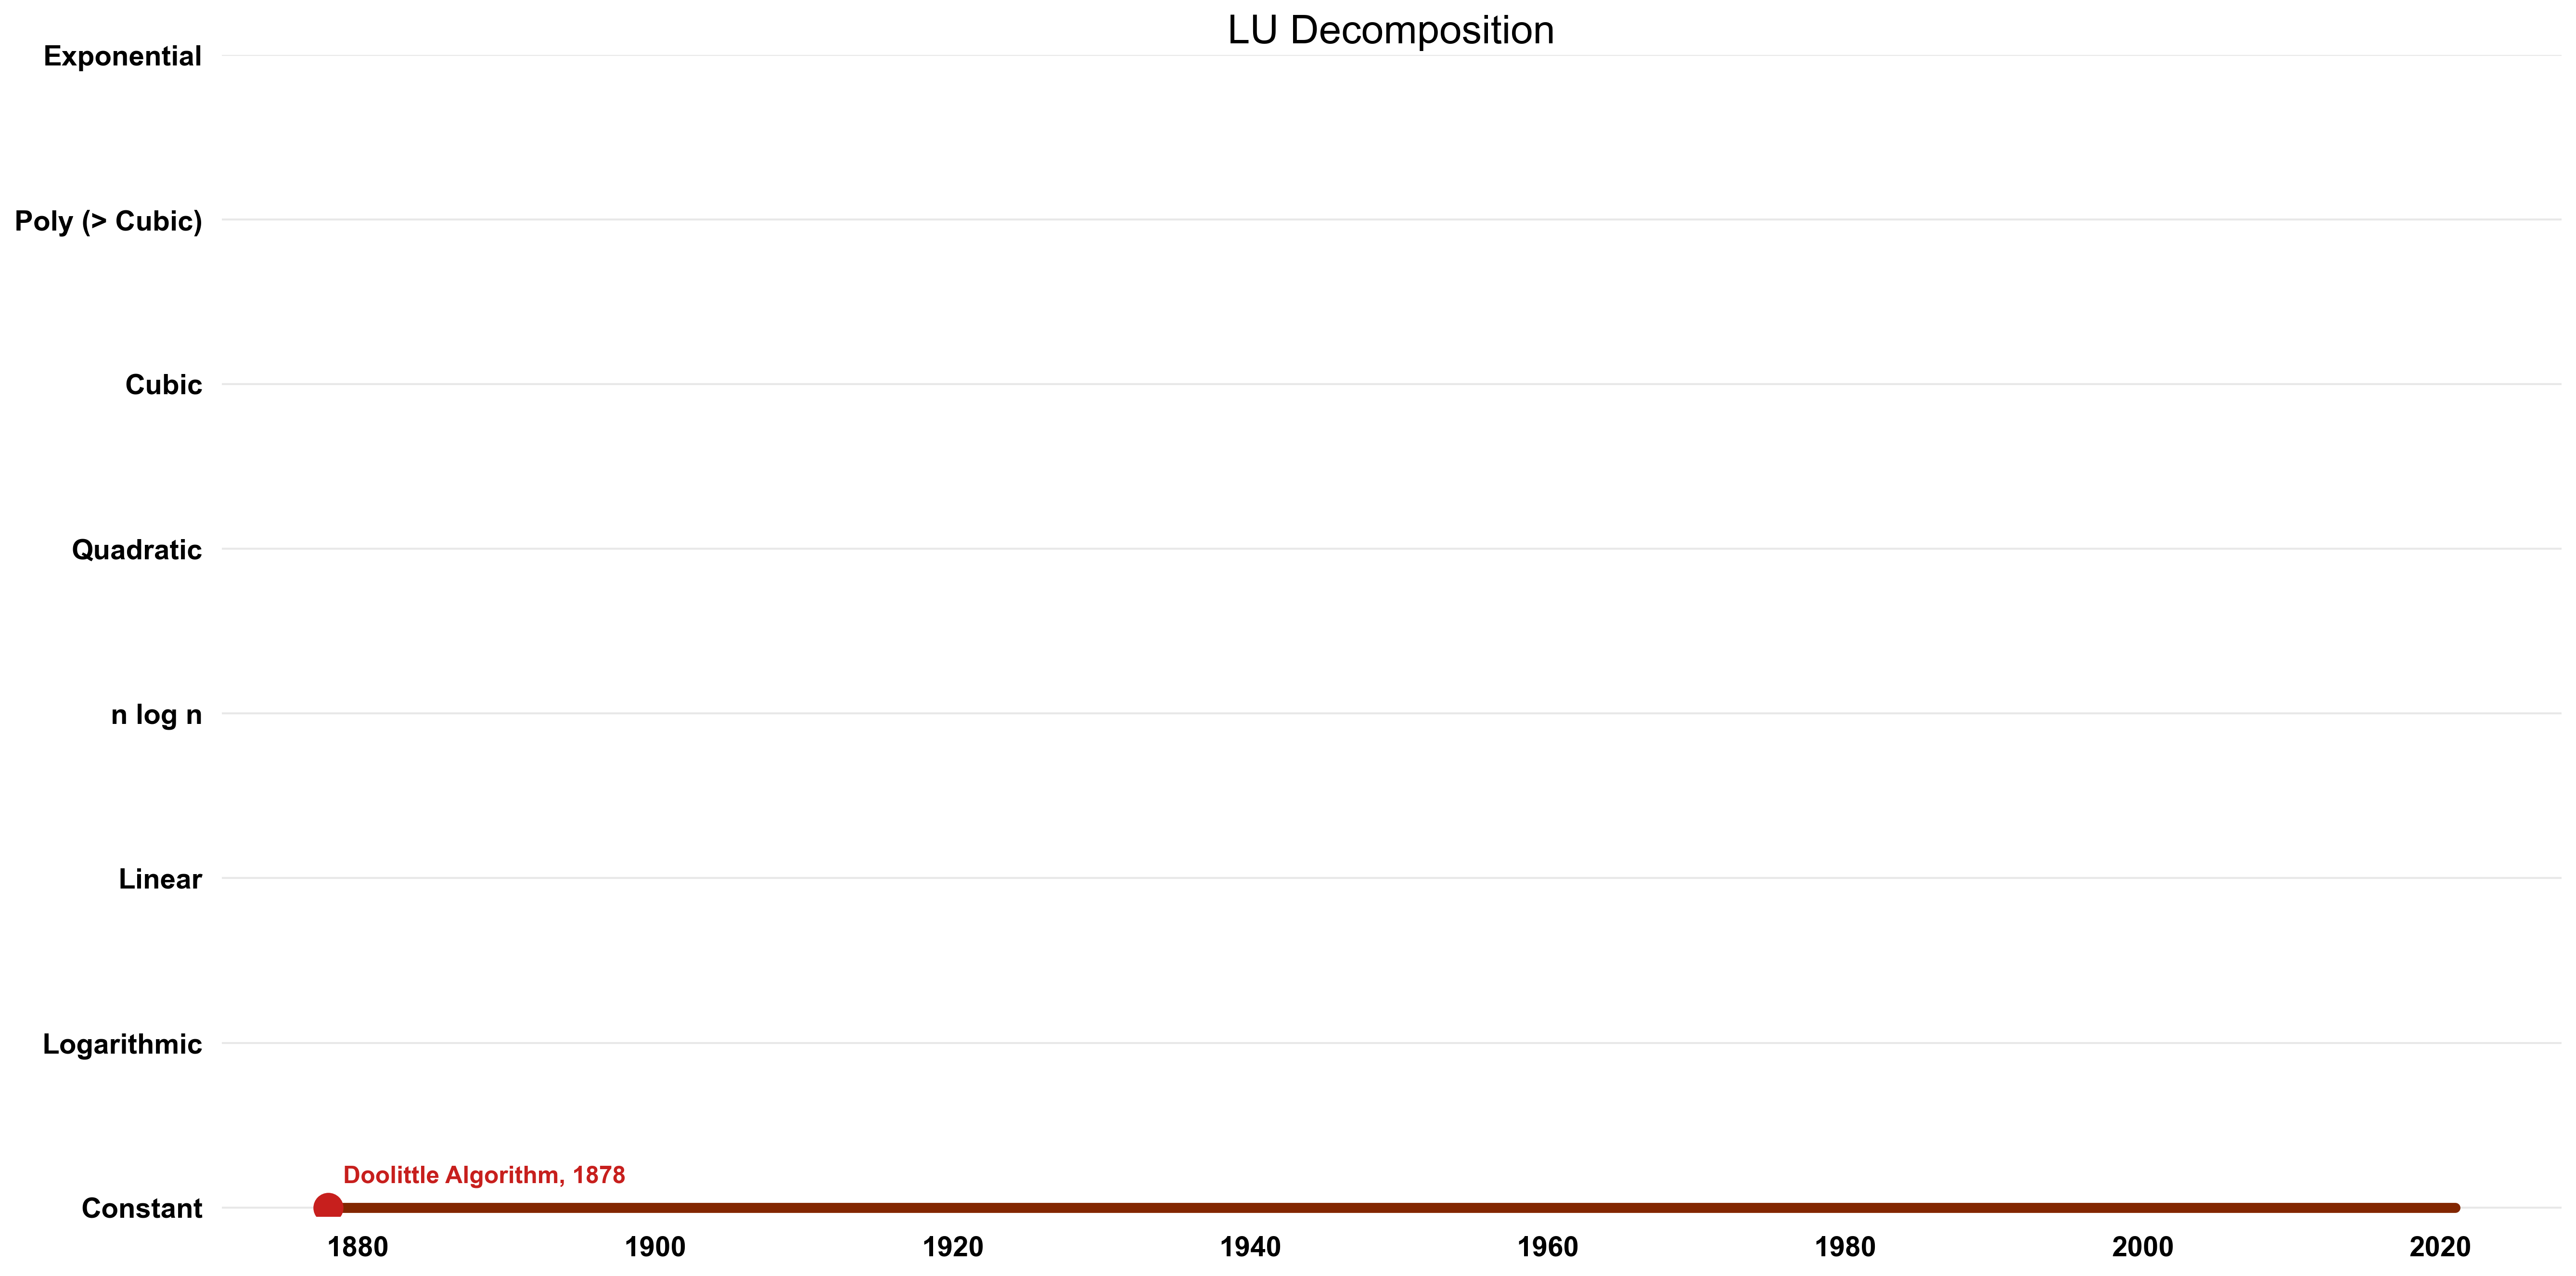 LU Decomposition
Exponential
Poly (> Cubic)
Cubic
Quadratic
n log n
Linear
Logarithmic
Doolittle Algorithm, 1878
Constant
1880 1900 1920 1940 1960 1980 2000 2020